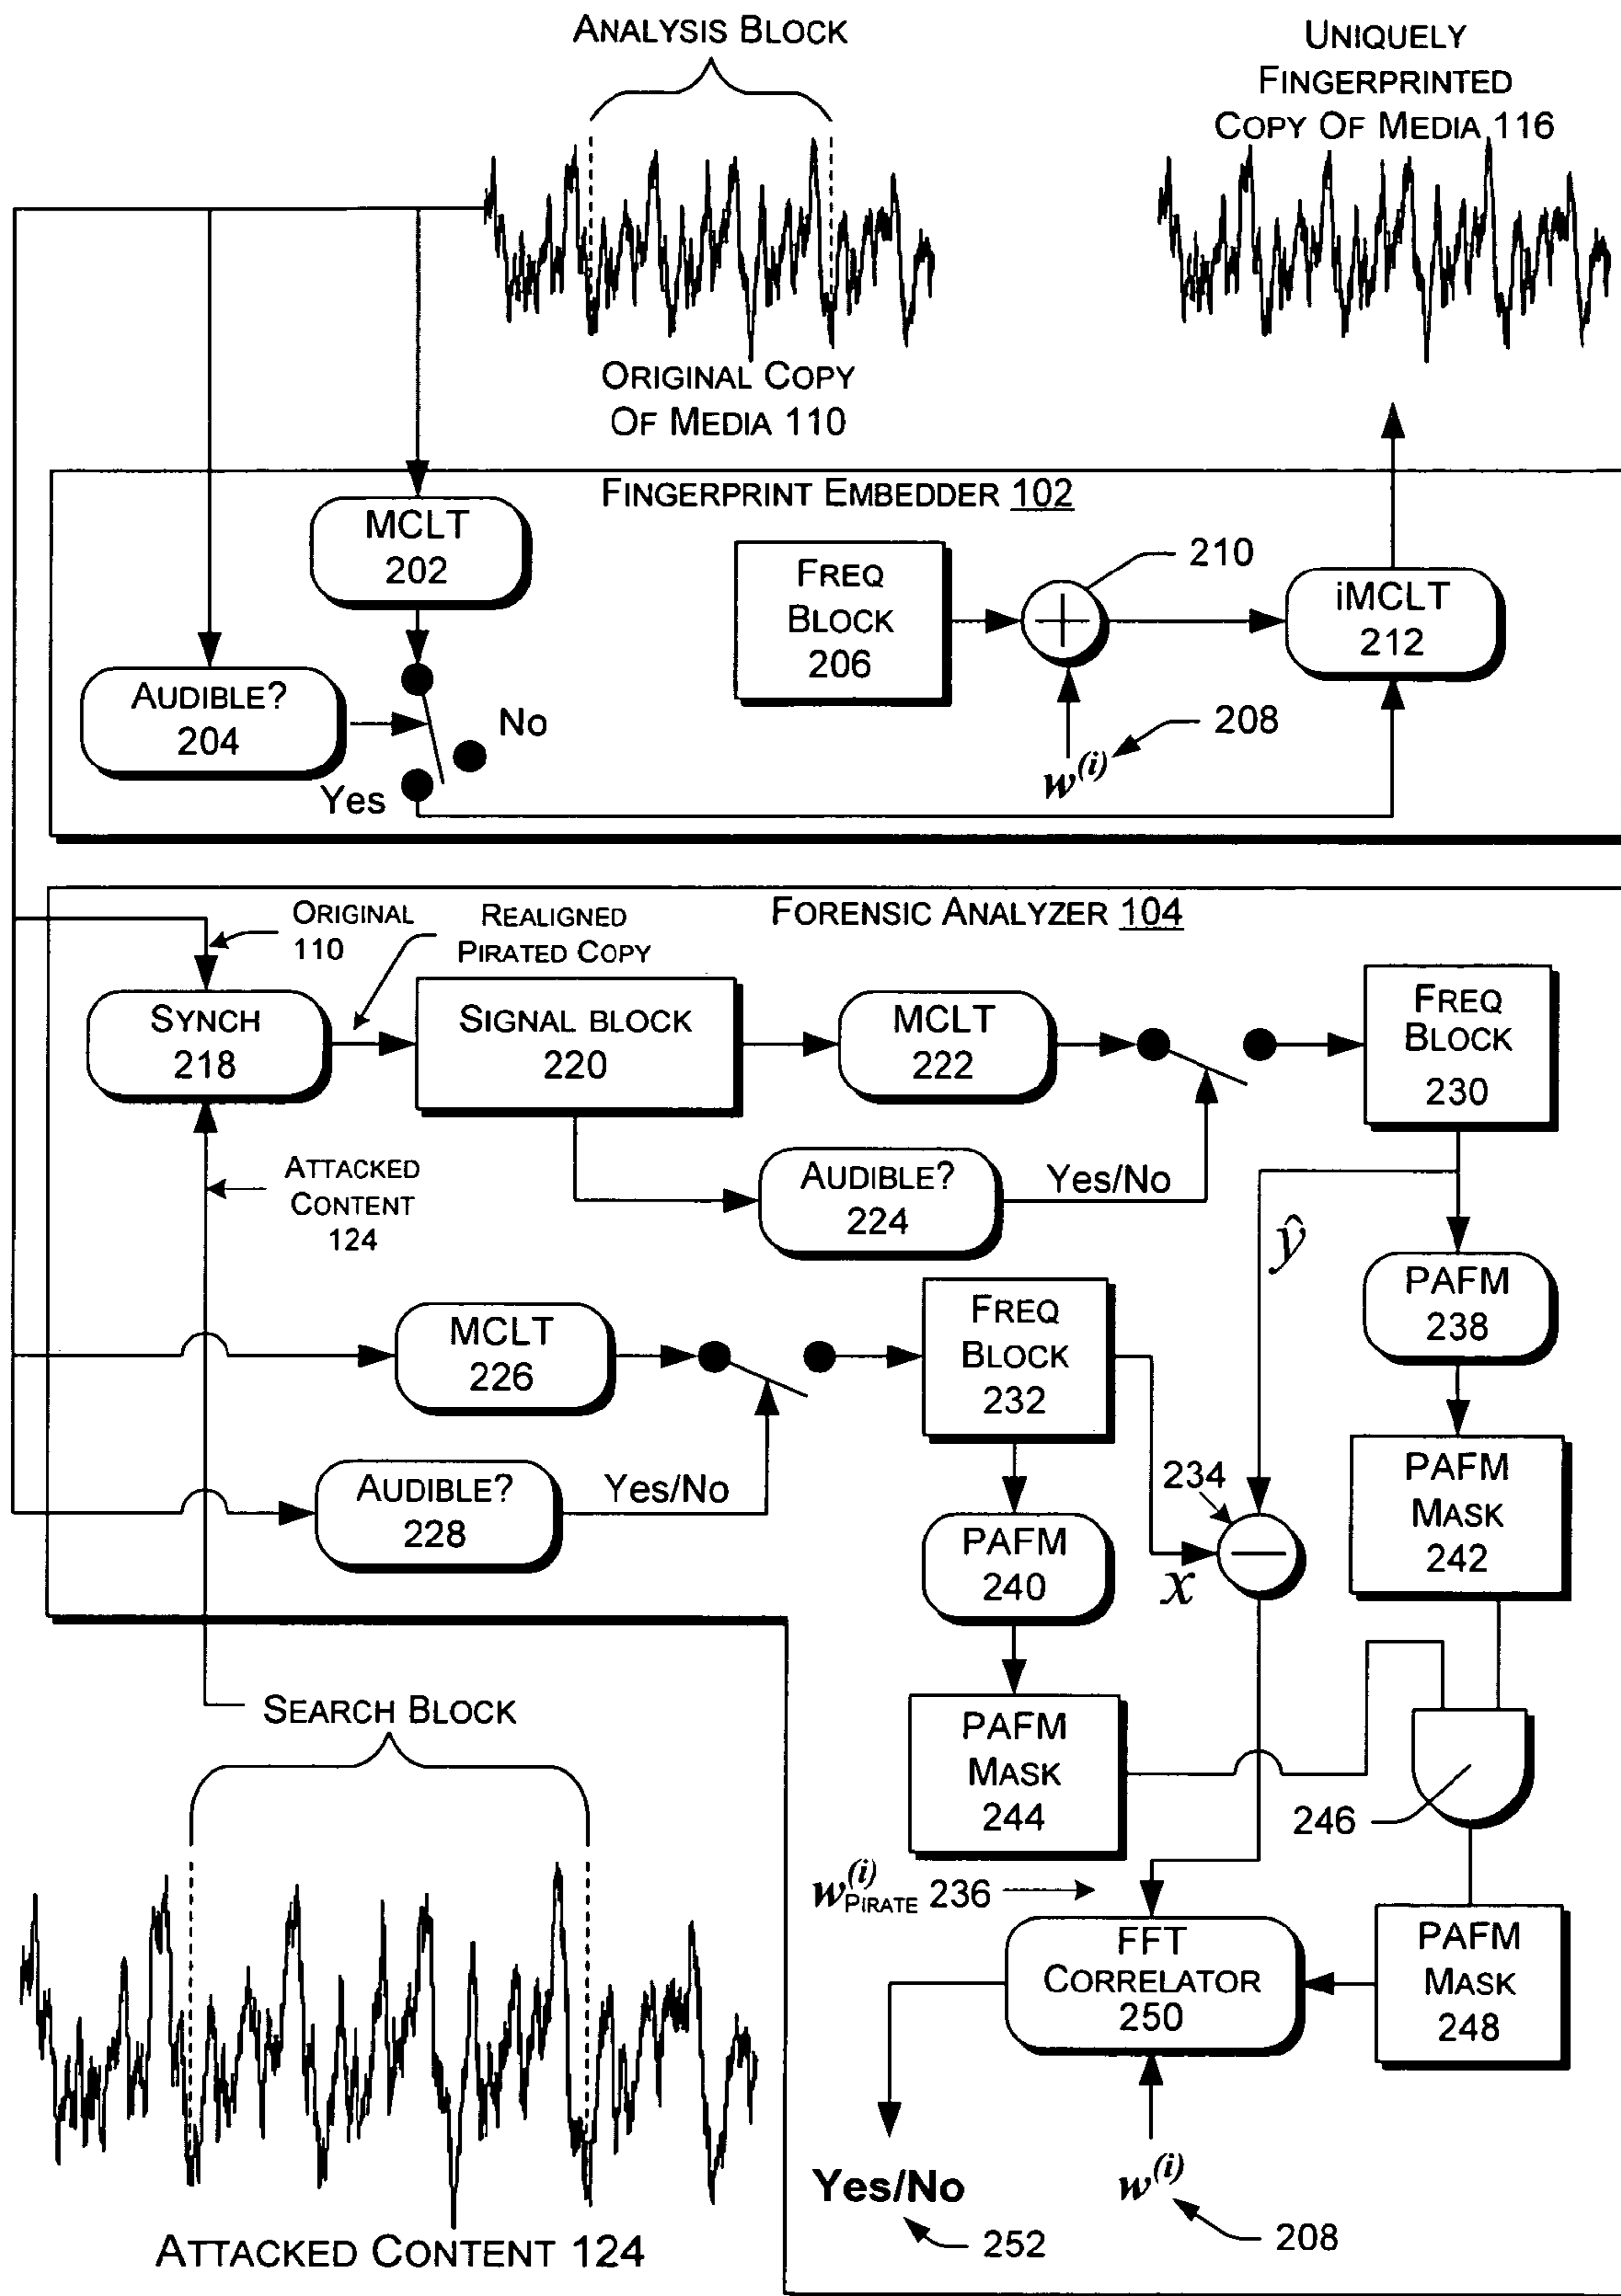 ANALYSIS BLOCK
UNIQUELY
FINGERPRINTED
COPY OF MEDIA 116
ORIGINAL COPY
OF MEDIA 110
FINGERPRINT EMBEDDER 102
MCLT
202
FREQ
BLOCK
206
210
iMCLT
212
AUDIBLE?
204
No
Yes
208
w(i)
FORENSIC ANALYZER 104
ORIGINAL
110
REALIGNED
PIRATED COPY
SYNCH
218
SIGNAL BLOCK
220
MCLT
222
FREQ
BLOCK
230
ATTACKED
CONTENT
124
AUDIBLE?
224
Yes/No
ŷ
PAFM
238
MCLT
226
FREQ
BLOCK
232
AUDIBLE?
228
Yes/No
234
x
PAFM
240
PAFM
MASK
242
SEARCH BLOCK
PAFM
MASK
244
246
w(i)PIRATE 236
FFT
CORRELATOR
250
PAFM
MASK
248
Yes/No
252
w(i)
208
ATTACKED CONTENT 124